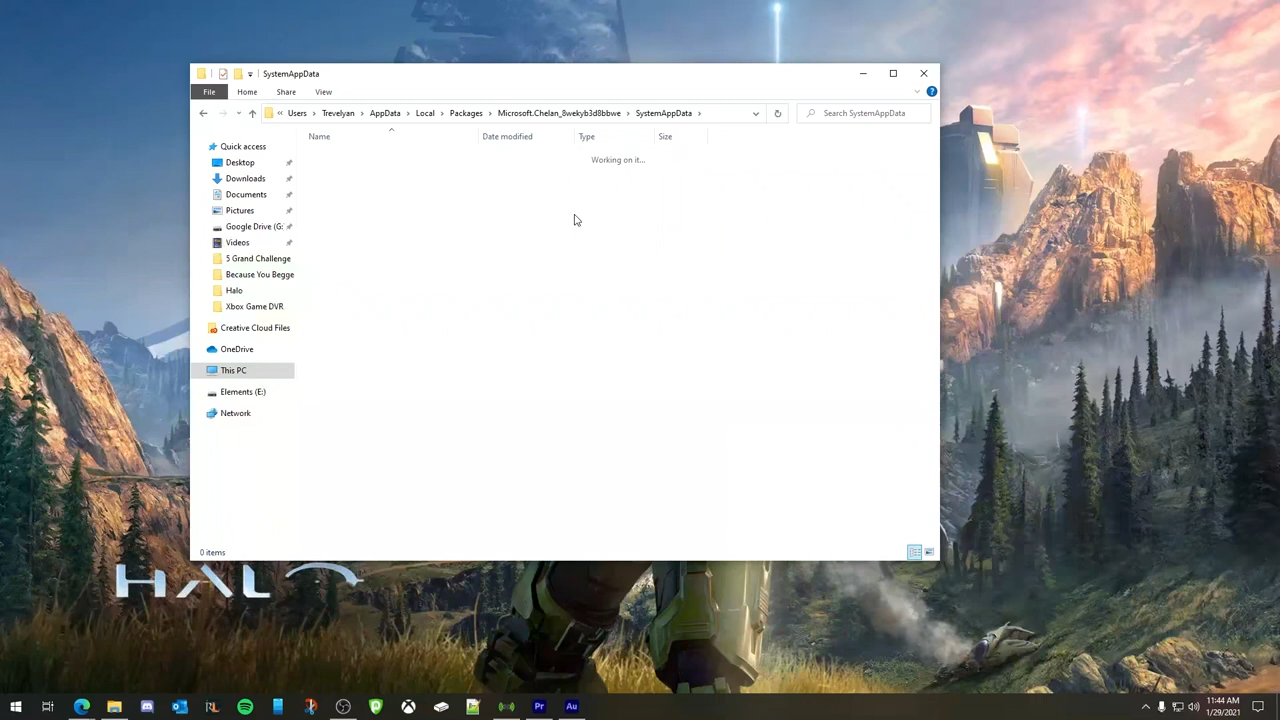 SystemAppData
File Home Share View
Users Trevelyan AppData Local Packages Microsoft.Chelan_8wekyb3d8bbwe SystemAppData
Search SystemAppData
Name Date modified Type Size
Working on it...
Quick access
Desktop
Downloads
Documents
Pictures
Google Drive (G:
Videos
5 Grand Challenge
Because You Begge
Halo
Xbox Game DVR
Creative Cloud Files
OneDrive
This PC
Elements (E:)
Network
0 items
HALO
Pr
Au
11:44 AM
1/29/2021